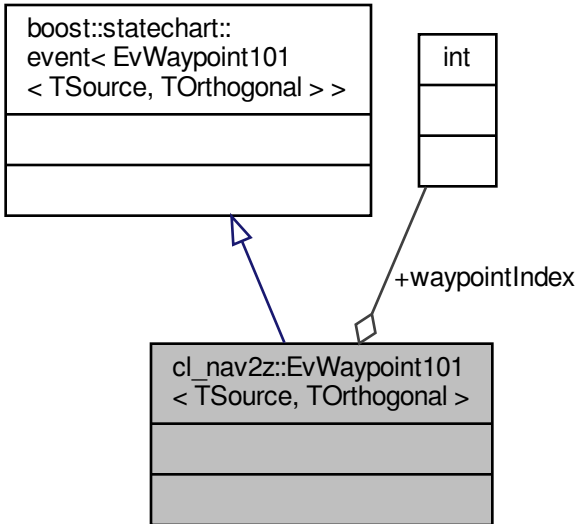 boost::statechart::
event< EvWaypoint101
< TSource, TOrthogonal > >
int
+waypointIndex
cl_nav2z::EvWaypoint101
< TSource, TOrthogonal >